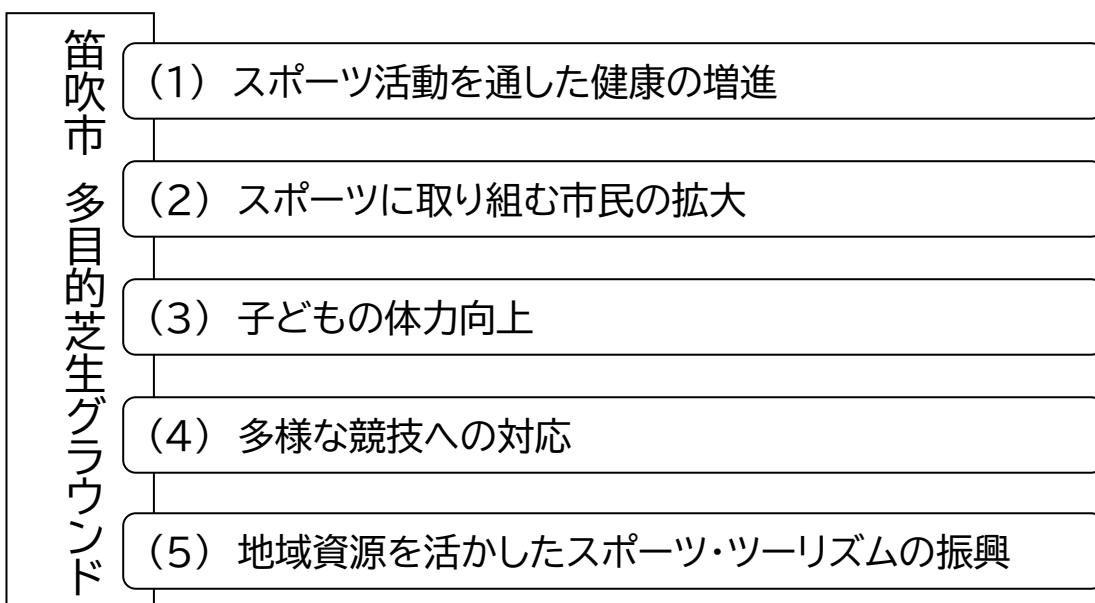 笛吹市 多目的芝生グラウンド
(1) スポーツ活動を通した健康の増進
(2) スポーツに取り組む市民の拡大
(3) 子どもの体力向上
(4) 多様な競技への対応
(5) 地域資源を活かしたスポーツ・ツーリズムの振興